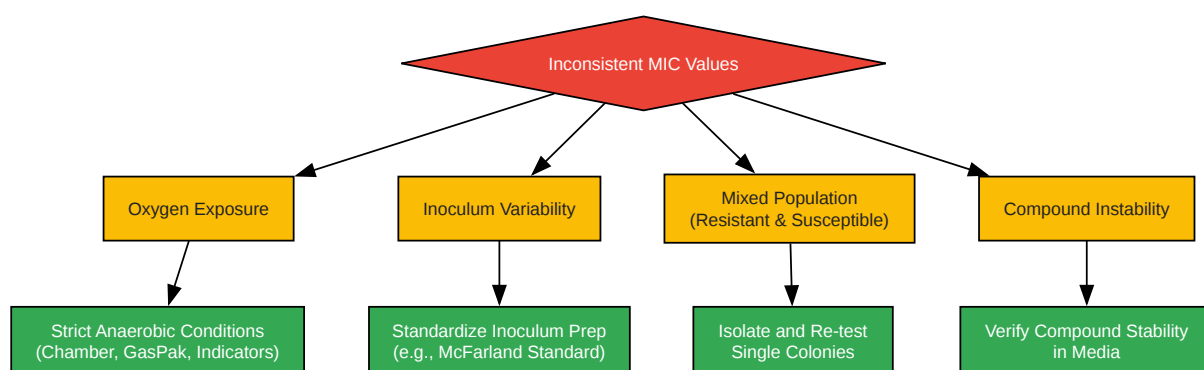 Inconsistent MIC Values
Oxygen Exposure
Inoculum Variability
Mixed Population
(Resistant & Susceptible)
Compound Instability
Strict Anaerobic Conditions
(Chamber, GasPak, Indicators)
Standardize Inoculum Prep
(e.g., McFarland Standard)
Isolate and Re-test
Single Colonies
Verify Compound Stability
in Media